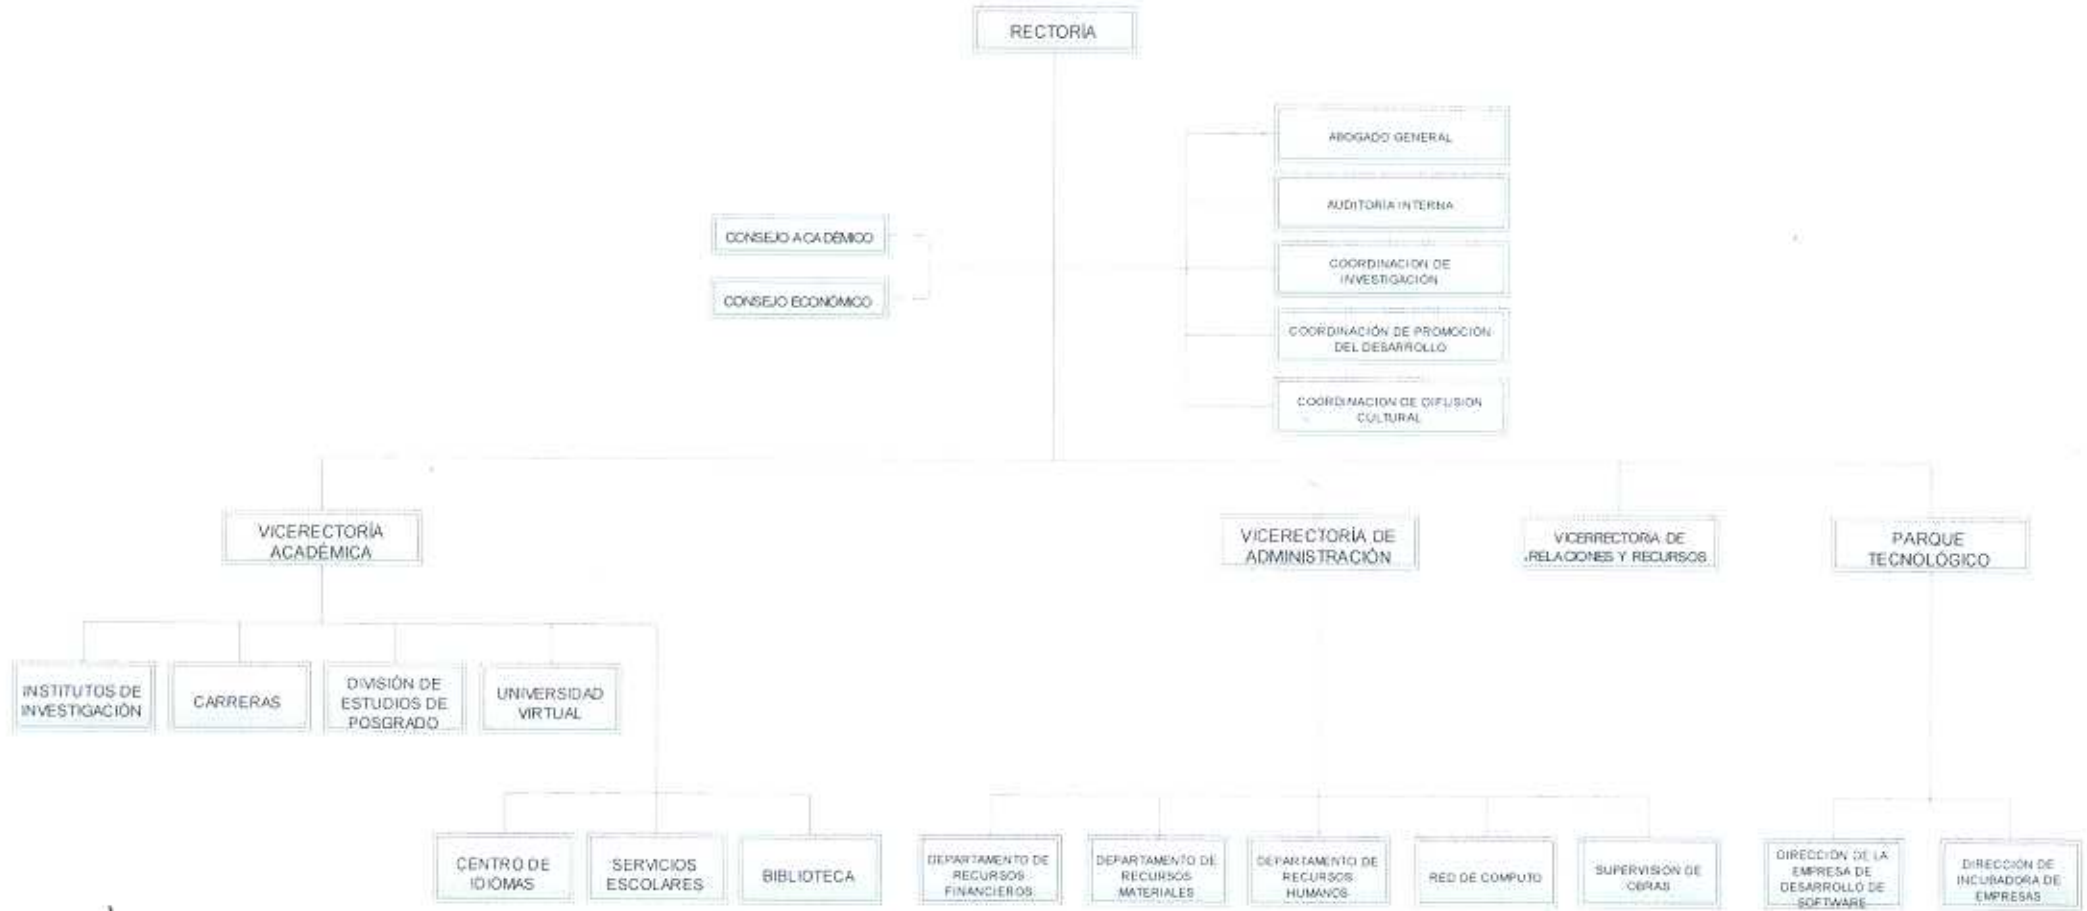 RECTORÍA
ABOGADO GENERAL
AUDITORÍA INTERNA
CONSEJO ACADÉMICO
COORDINACION DE
INVESTIGACIÓN
CONSEJO ECONÓMICO
COORDINACIÓN DE PROMOCION
DEL DESARROLLO
COORDINACION DE DIFUSION
CULTURAL
VICERECTORÍA
ACADÉMICA
VICERECTORÍA DE
ADMINISTRACIÓN
VICERRECTORIA DE
RELACIONES Y RECURSOS
PARQUE
TECNOLÓGICO
INSTITUTOS DE
INVESTIGACIÓN
CARRERAS
DIVISIÓN DE
ESTUDIOS DE
POSGRADO
UNIVERSIDAD
VIRTUAL
CENTRO DE
IDIOMAS
SERVICIOS
ESCOLARES
BIBLIOTECA
DEPARTAMENTO DE
RECURSOS
FINANCIEROS
DEPARTAMENTO DE
RECURSOS
MATERIALES
DEPARTAMENTO DE
RECURSOS
HUMANOS
RED DE COMPUTO
SUPERVISION DE
OBRAS
DIRECCION DE LA
EMPRESA DE
DESARROLLO DE
SOFTWARE
DIRECCIÓN DE
INCUBADORA DE
EMPRESAS